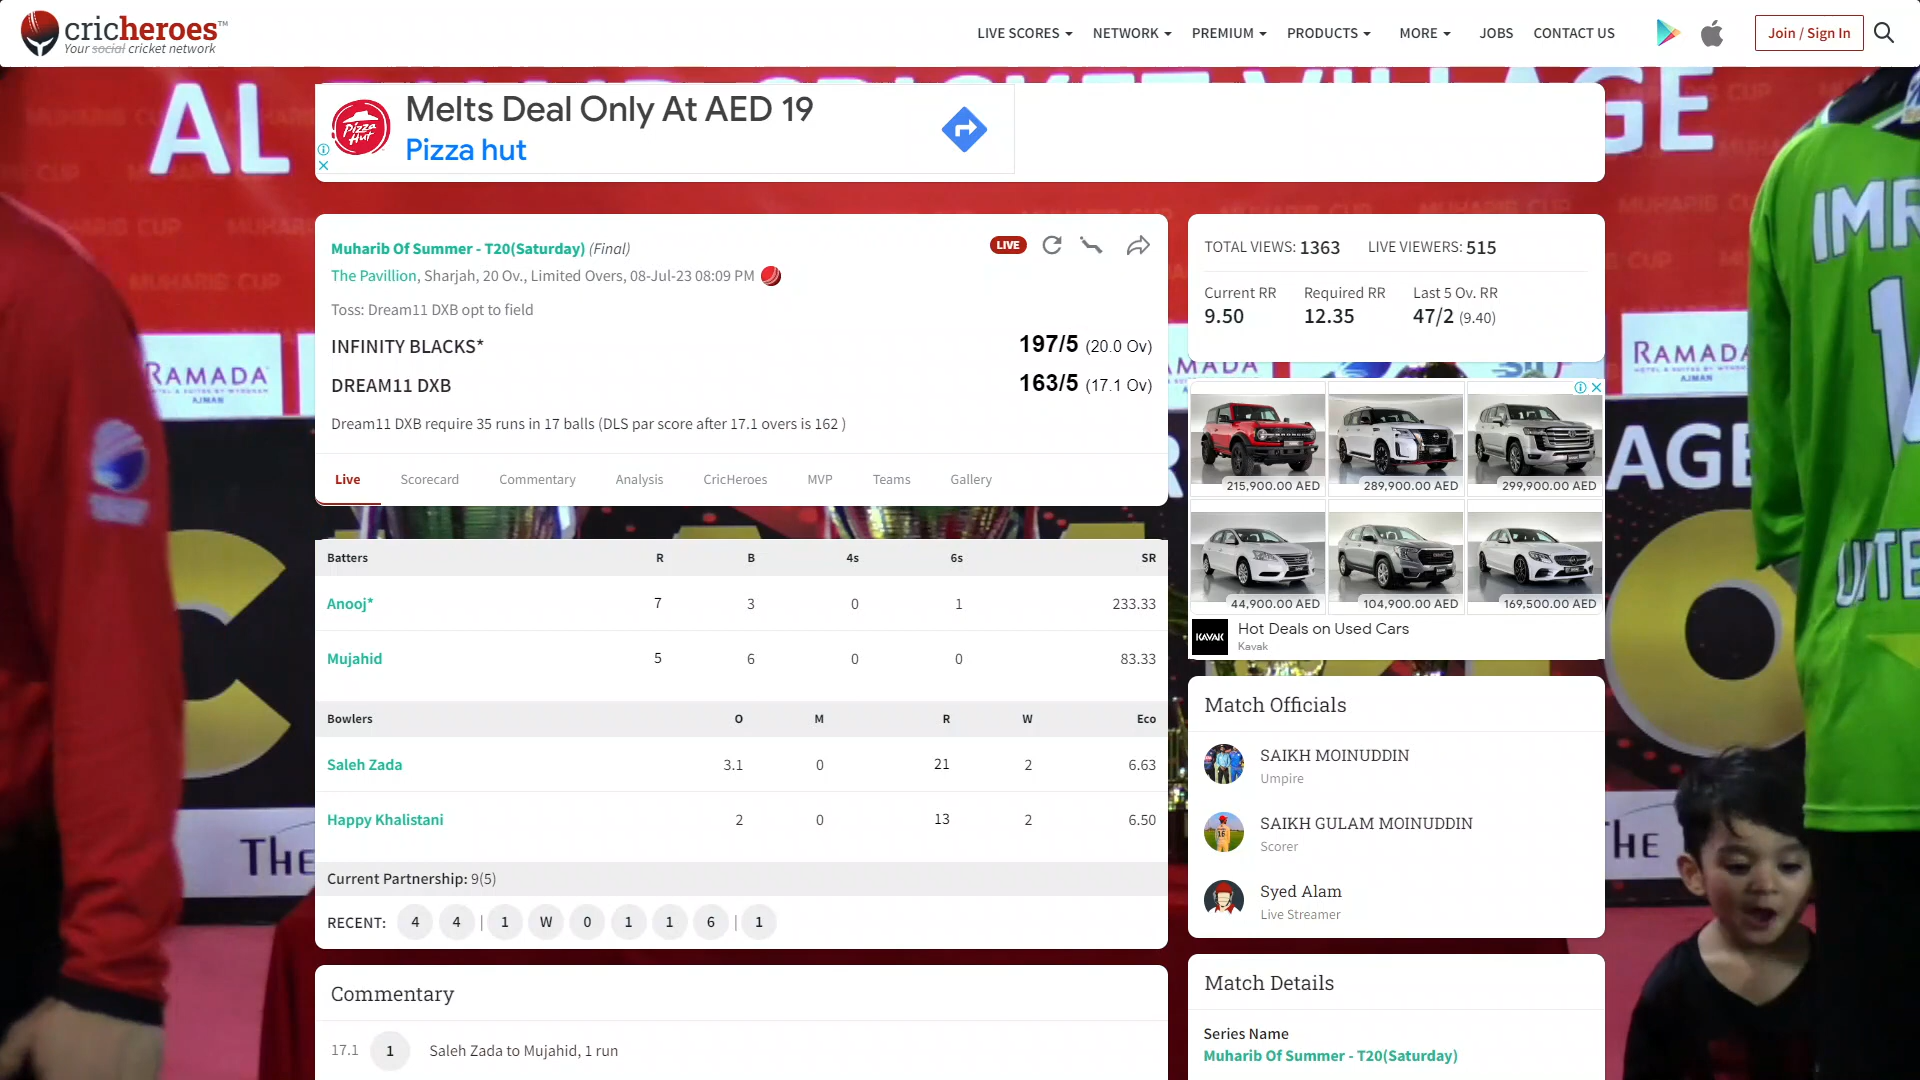 cricheroes™
Your social cricket network
LIVE SCORES
NETWORK
PREMIUM
PRODUCTS
MORE
JOBS
CONTACT US
Join / Sign In
AL
VILLAGE
Pizza Hut
Melts Deal Only At AED 19
Pizza hut
Muharib Of Summer - T20(Saturday) (Final)
LIVE
The Pavillion, Sharjah, 20 Ov., Limited Overs, 08-Jul-23 08:09 PM
Toss: Dream11 DXB opt to field
INFINITY BLACKS*
197/5 (20.0 Ov)
DREAM11 DXB
163/5 (17.1 Ov)
Dream11 DXB require 35 runs in 17 balls (DLS par score after 17.1 overs is 162 )
Live
Scorecard
Commentary
Analysis
CricHeroes
MVP
Teams
Gallery
Batters R B 4s 6s SR
Anooj* 7 3 0 1 233.33
Mujahid 5 6 0 0 83.33
Bowlers O M R W Eco
Saleh Zada 3.1 0 21 2 6.63
Happy Khalistani 2 0 13 2 6.50
Current Partnership: 9(5)
RECENT: 4 4 | 1 W 0 1 1 6 | 1
Commentary
17.1 1 Saleh Zada to Mujahid, 1 run
TOTAL VIEWS: 1363 LIVE VIEWERS: 515
Current RR Required RR Last 5 Ov. RR
9.50 12.35 47/2 (9.40)
215,900.00 AED
289,900.00 AED
299,900.00 AED
44,900.00 AED
104,900.00 AED
169,500.00 AED
KAVAK
Hot Deals on Used Cars
Kavak
Match Officials
SAIKH MOINUDDIN
Umpire
SAIKH GULAM MOINUDDIN
Scorer
Syed Alam
Live Streamer
Match Details
Series Name
Muharib Of Summer - T20(Saturday)
RAMADA
AJMAN
RAMADA
AJMAN
THE